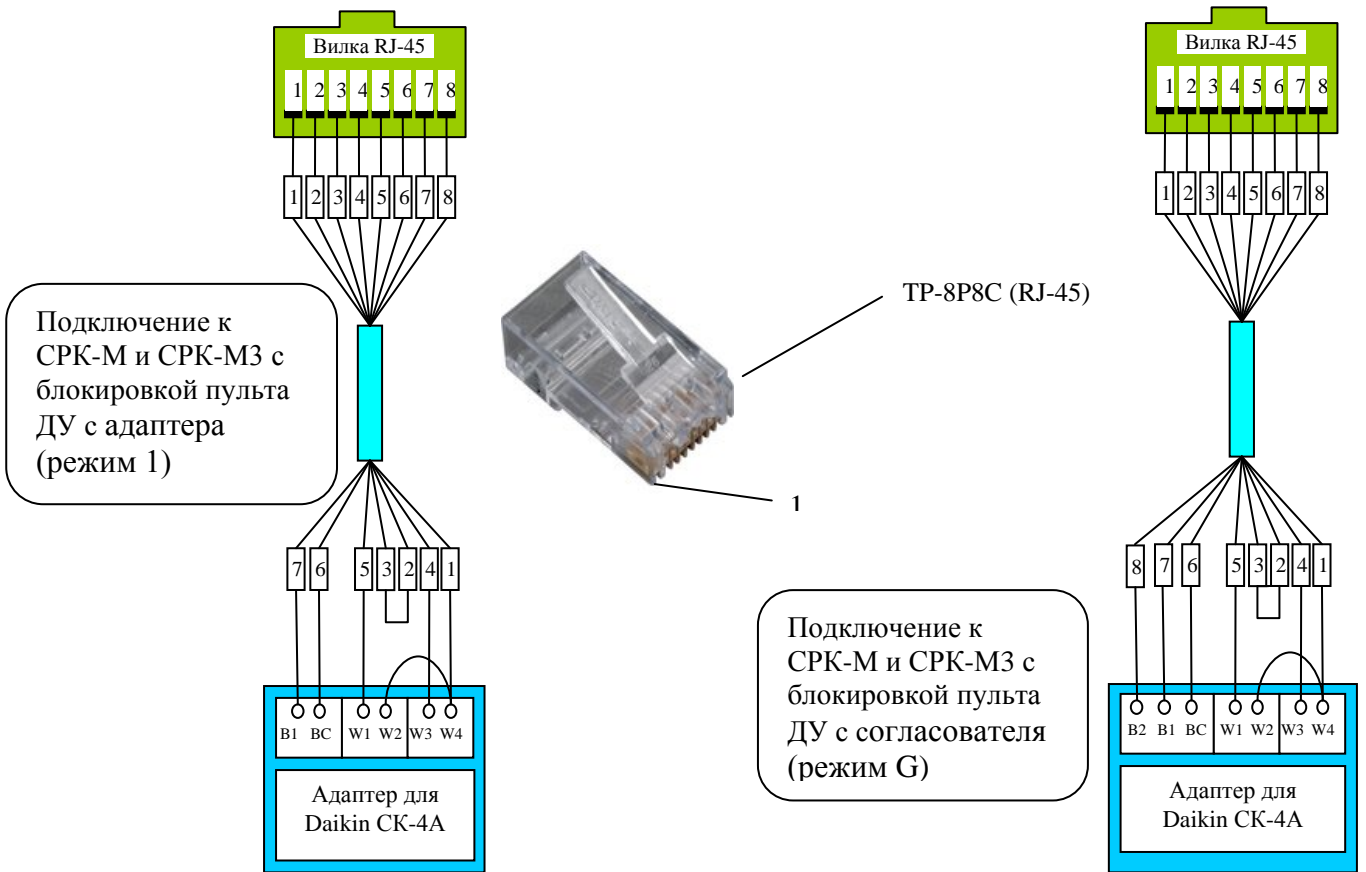 Вилка RJ-45
1 2 3 4 5 6 7 8
1 2 3 4 5 6 7 8
Подключение к
СРК-М и СРК-М3 с
блокировкой пульта
ДУ с адаптера
(режим 1)
7 6 5 3 2 4 1
B1 BC W1 W2 W3 W4
Адаптер для
Daikin СК-4А
TP-8P8C (RJ-45)
1
Вилка RJ-45
1 2 3 4 5 6 7 8
1 2 3 4 5 6 7 8
Подключение к
СРК-М и СРК-М3 с
блокировкой пульта
ДУ с согласователя
(режим G)
8 7 6 5 3 2 4 1
B2 B1 BC W1 W2 W3 W4
Адаптер для
Daikin СК-4А